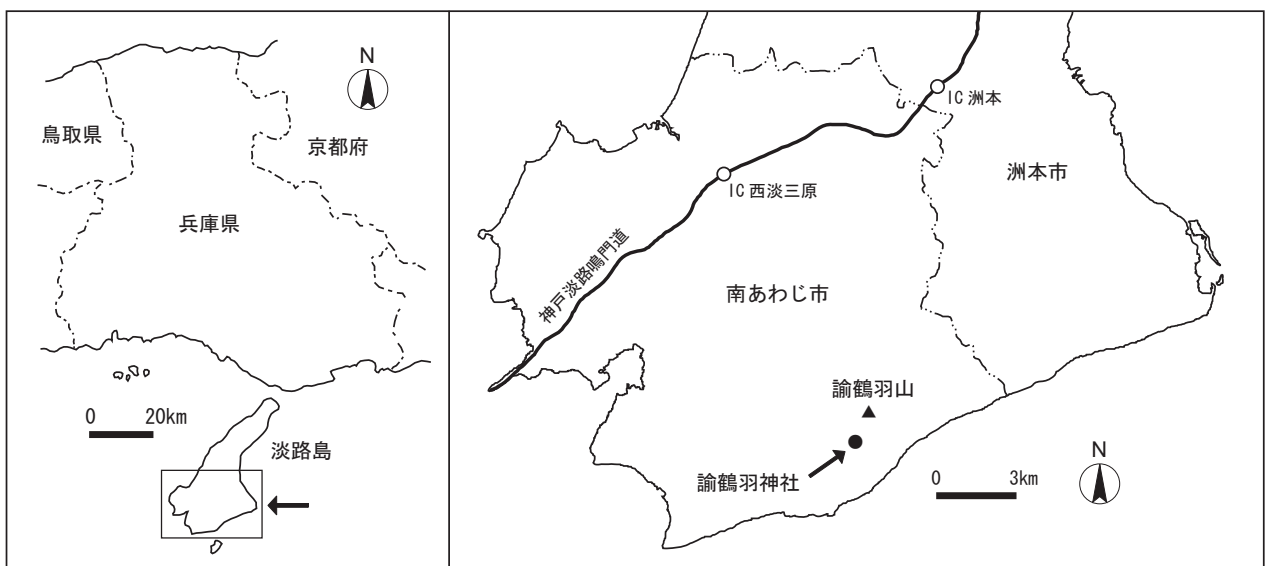 N
鳥取県
京都府
兵庫県
0 20km
淡路島
IC 洲本
洲本市
IC 西淡三原
神戸淡路鳴門道
南あわじ市
諭鶴羽山
諭鶴羽神社
0 3km
N